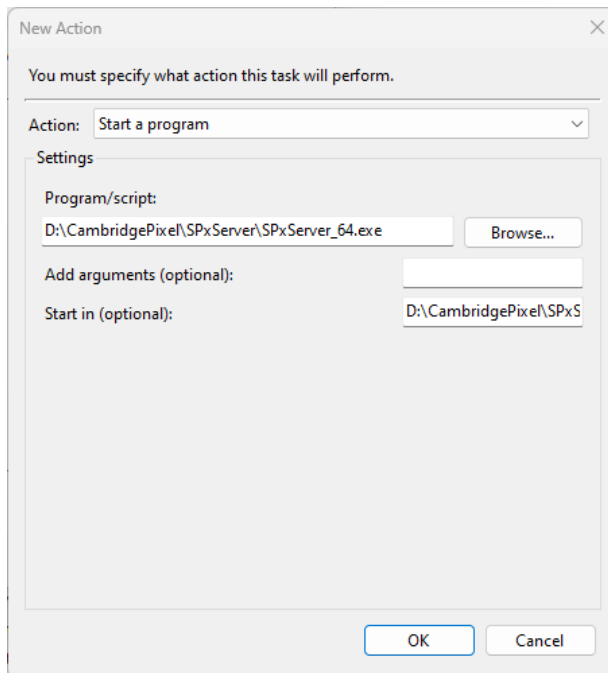 New Action
You must specify what action this task will perform.
Action: Start a program
Settings
Program/script:
D:\CambridgePixel\SPxServer\SPxServer_64.exe Browse...
Add arguments (optional):
Start in (optional): D:\CambridgePixel\SPxS
OK Cancel